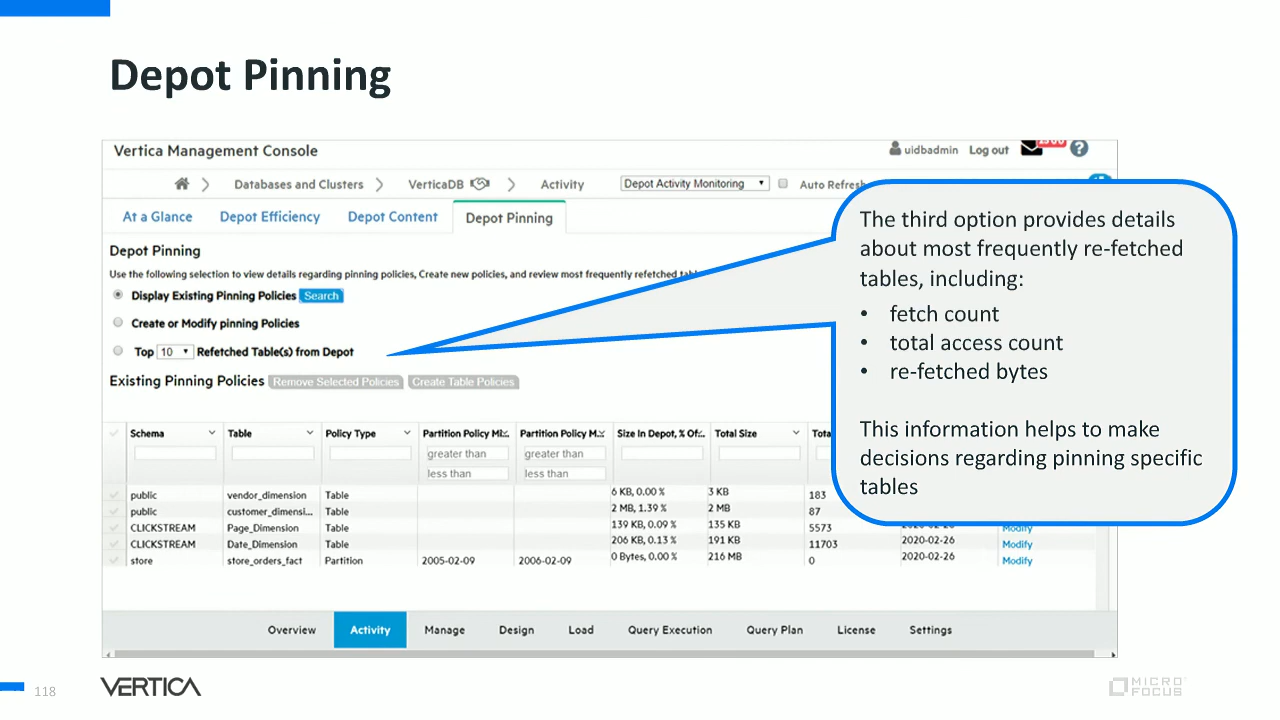 Depot Pinning
Vertica Management Console
uidbadmin Log out
Databases and Clusters VerticaDB Activity Depot Activity Monitoring Auto Refresh
At a Glance Depot Efficiency Depot Content Depot Pinning
Depot Pinning
Use the following selection to view details regarding pinning policies, Create new policies, and review most frequently refetched
Display Existing Pinning Policies Search
Create or Modify pinning Policies
Top 10 Refetched Table(s) from Depot
Existing Pinning Policies Remove Selected Policies Create Table Policies
Schema Table Policy Type Partition Policy Mi... Partition Policy M... Size In Depot, % Of... Total Size
greater than greater than
less than less than
public vendor_dimension Table 6 KB, 0.00 % 3 KB 183
public customer_dimensi... Table 2 MB, 1.39 % 2 MB 87
CLICKSTREAM Page_Dimension Table 139 KB, 0.09 % 135 KB 5573 2020-02-26 Modify
CLICKSTREAM Date_Dimension Table 206 KB, 0.13 % 191 KB 11703 2020-02-26 Modify
store store_orders_fact Partition 2005-02-09 2006-02-09 0 Bytes, 0.00 % 216 MB 0 2020-02-26 Modify
The third option provides details
about most frequently re-fetched
tables, including:
• fetch count
• total access count
• re-fetched bytes
This information helps to make
decisions regarding pinning specific
tables
Overview Activity Manage Design Load Query Execution Query Plan License Settings
118 VERTICA
MICRO
FOCUS